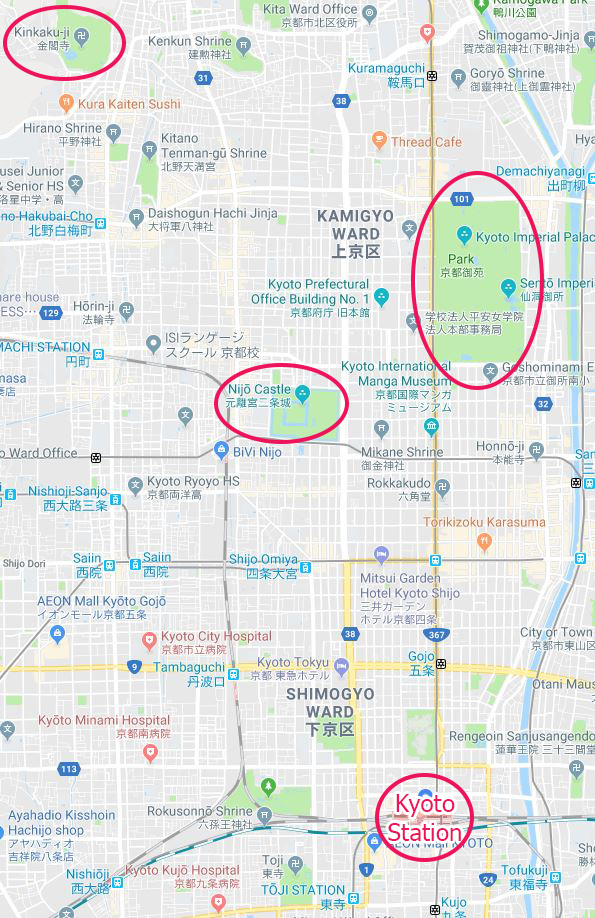 Kamogawa Park
鴨川公園
Kita Ward Office
京都市北区役所
Kinkaku-ji
金閣寺
Kenkun Shrine
建勲神社
Shimogamo-Jinja
賀茂御祖神社(下鴨神社)
Kuramaguchi
鞍馬口
Goryō Shrine
御靈神社(上御霊神社)
31
38
Kura Kaiten Sushi
Hirano Shrine
平野神社
Kitano
Tenman-gū Shrine
北野天満宮
Thread Cafe
Demachiyanagi
出町柳
usei Junior
& Senior HS
洛星中学・高
101
no-Hakubai-Cho
北野白梅町
Daishogun Hachi Jinja
大将軍八神社
KAMIGYO
WARD
上京区
Kyoto Imperial Palac
Park
京都御苑
Kyoto Prefectural
Office Building No. 1
京都府庁 旧本館
Sentō Imperi
仙洞御所
are house
129
Hōrin-ji
法輪寺
学校法人平安女学院
法人本部事務局
ISIランゲージ
スクール 京都校
MACHI STATION
円町
Kyoto International
Manga Museum
京都国際マンガ
ミュージアム
Goshominami E
京都市立御所南小
Nijō Castle
元離宮二条城
32
o Ward Office
BiVi Nijo
Mikane Shrine
御金神社
Honnō-ji
本能寺
Kyoto Ryoyo HS
京都両洋高
Rokkakudo
六角堂
Nishioji-Sanjo
西大路三条
Torikizoku Karasuma
Shijo Dori
Saiin
西院
Saiin
西院
Shijo Omiya
四条大宮
Mitsui Garden
Hotel Kyoto Shijo
三井ガーデン
ホテル京都四条
AEON Mall Kyōto Gojō
イオンモール京都五条
Kyoto City Hospital
京都市立病院
38
367
City or Town
京都市東山区
9
Tambaguchi
丹波口
Kyoto Tokyu
京都 東急ホテル
Gojo
五条
Otani Mau
SHIMOGYO
WARD
下京区
Kyōto Minami Hospital
京都南病院
Rengeoin Sanjusangendo
蓮華王院 三十三間堂
113
Kyoto
Station
Ayahadio Kisshoin
Hachijo shop
アヤハディオ
吉祥院八条店
Rokusonnō Shrine
六孫王神社
AEON Mall KYOTO
Nishiōji
西大路
Kyoto Kujō Hospital
京都九条病院
Toji
東寺
TŌJI STATION
東寺
1
24
Tofukuji
東福寺
Kujo
九条